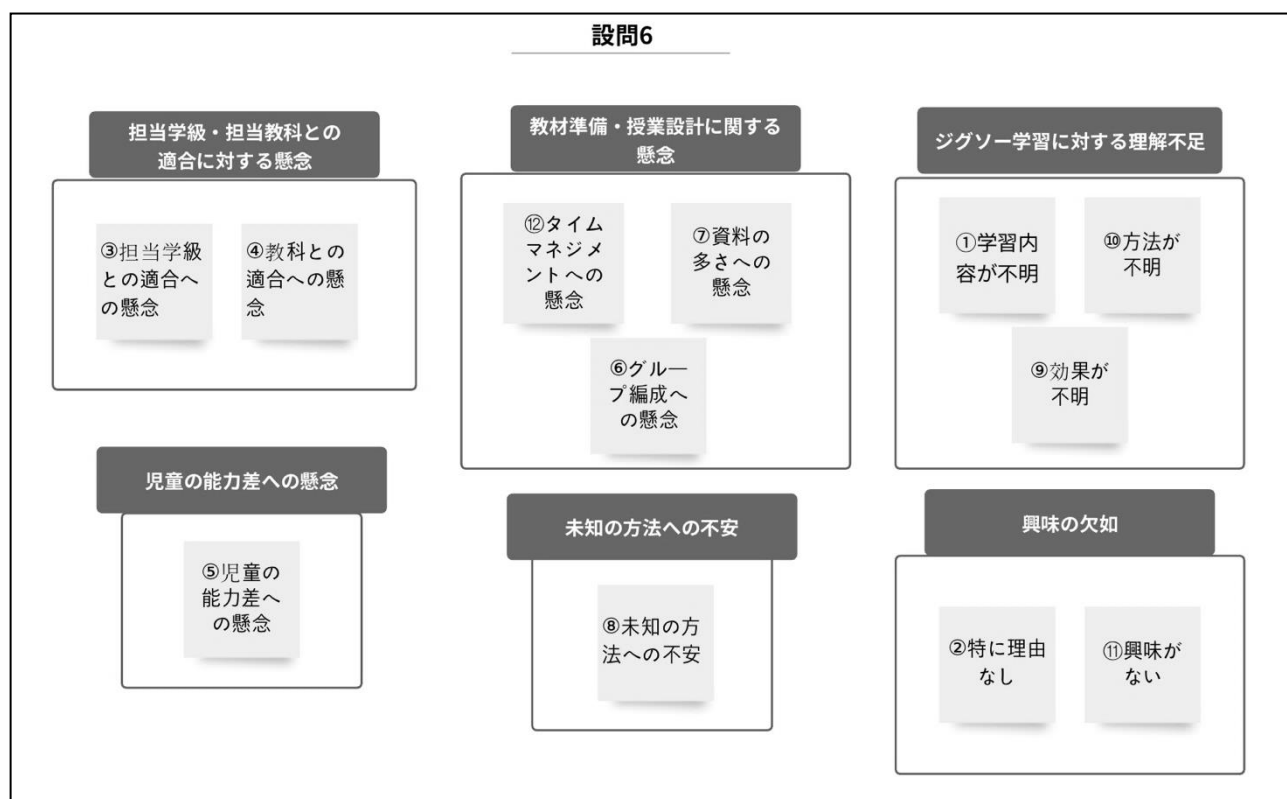 設問6
担当学級・担当教科との
適合に対する懸念
③担当学級
との適合へ
の懸念
④教科との
適合への懸
念
教材準備・授業設計に関する
懸念
⑫タイム
マネジメ
ントへの
懸念
⑦資料の
多さへの
懸念
⑥グルー
プ編成へ
の懸念
ジグソー学習に対する理解不足
①学習内
容が不明
⑩方法が
不明
⑨効果が
不明
児童の能力差への懸念
⑤児童の
能力差へ
の懸念
未知の方法への不安
⑧未知の方
法への不安
興味の欠如
②特に理由
なし
⑪興味が
ない